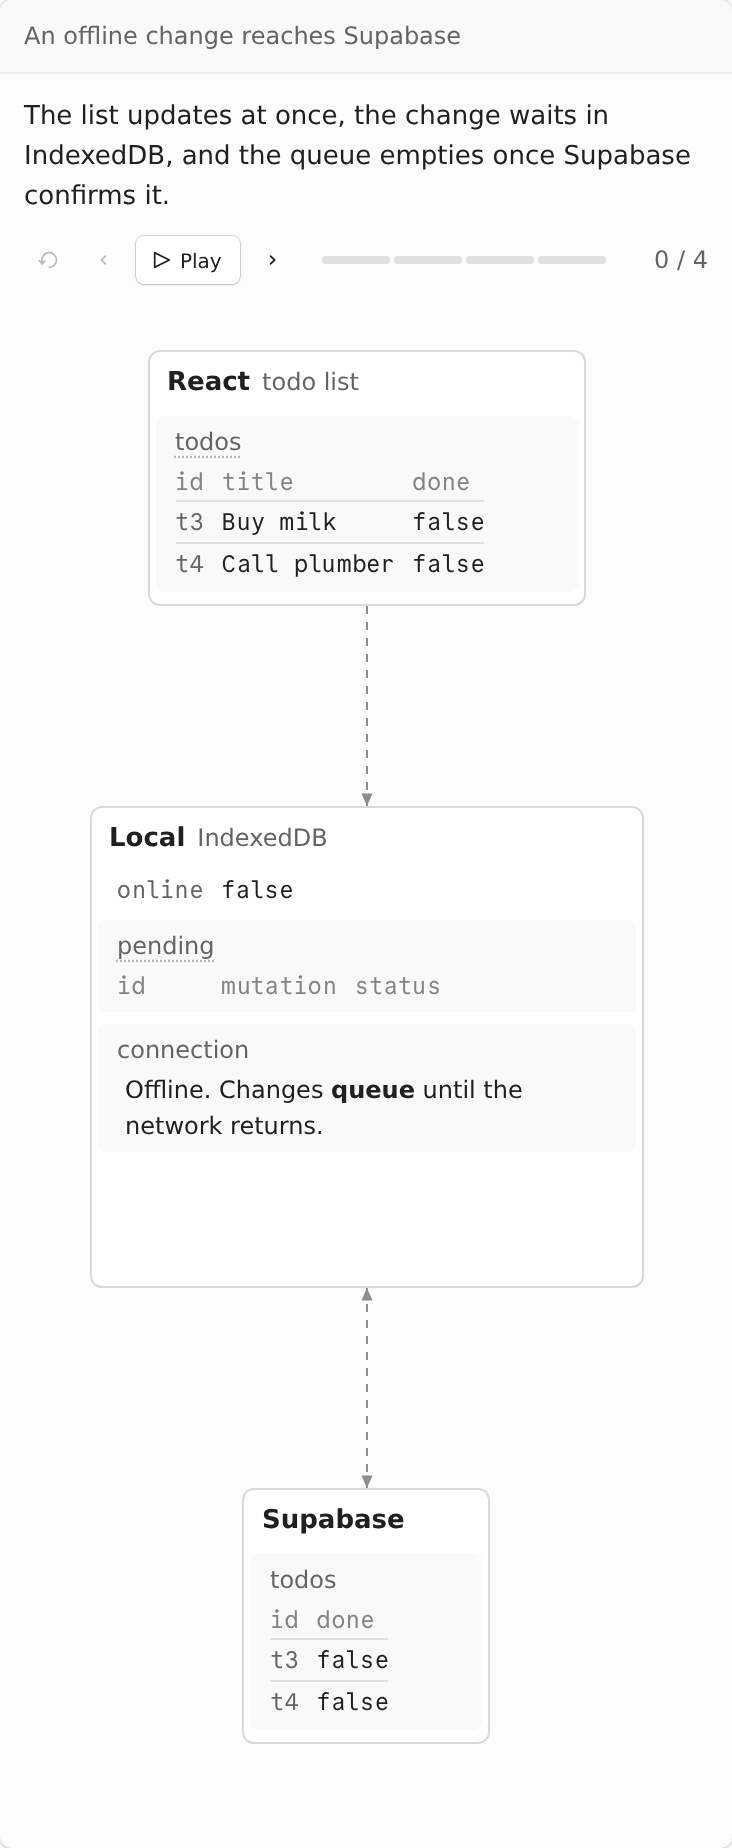 An offline change reaches Supabase
The list updates at once, the change waits in
IndexedDB, and the queue empties once Supabase
confirms it.
Play
0 / 4
React todo list
todos
id title done
t3 Buy milk false
t4 Call plumber false
Local IndexedDB
online false
pending
id mutation status
connection
Offline. Changes queue until the
network returns.
Supabase
todos
id done
t3 false
t4 false